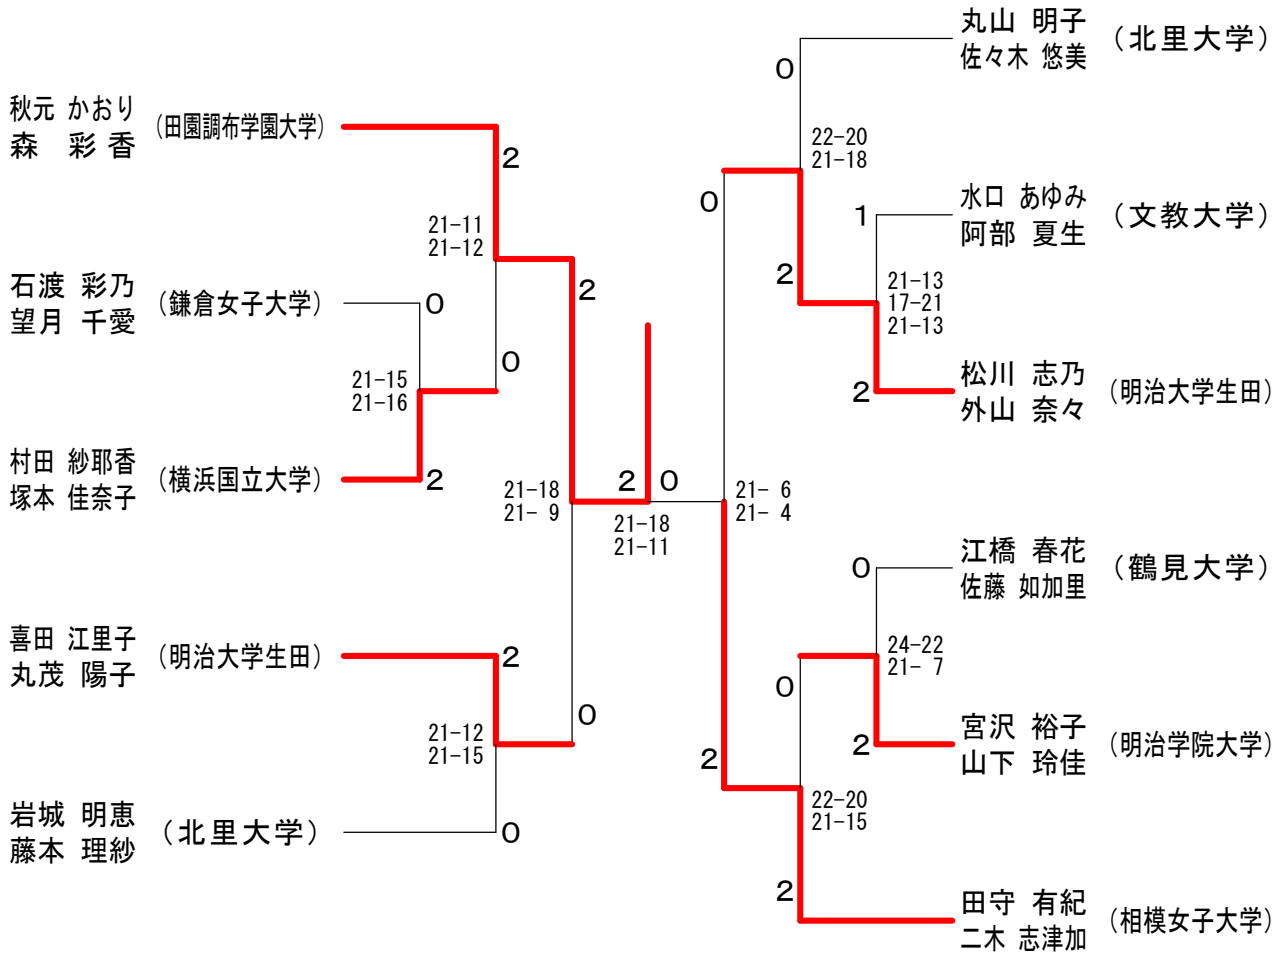 秋元 かおり
森 彩 香
(田園調布学園大学)
2
21-11
21-12
石渡 彩乃
望月 千愛
(鎌倉女子大学)
0
21-15
21-16
0
村田 紗耶香
塚本 佳奈子
(横浜国立大学)
2
2
21-18
21- 9
喜田 江里子
丸茂 陽子
(明治大学生田)
2
21-12
21-15
0
岩城 明恵
藤本 理紗
(北里大学)
0
2 0
21-18
21-11
丸山 明子
佐々木 悠美
(北里大学)
0
22-20
21-18
0
水口 あゆみ
阿部 夏生
(文教大学)
1
2
21-13
17-21
21-13
松川 志乃
外山 奈々
(明治大学生田)
2
21- 6
21- 4
江橋 春花
佐藤 如加里
(鶴見大学)
0
24-22
21- 7
0
宮沢 裕子
山下 玲佳
(明治学院大学)
2
2
22-20
21-15
田守 有紀
二木 志津加
(相模女子大学)
2